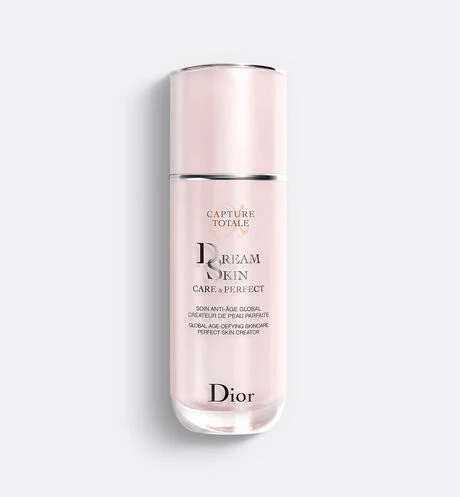 CAPTURE
TOTALE
DREAM
SKIN
CARE & PERFECT
SOIN ANTI-ÂGE GLOBAL
CRÉATEUR DE PEAU PARFAITE
GLOBAL AGE-DEFYING SKINCARE
PERFECT SKIN CREATOR
Dior